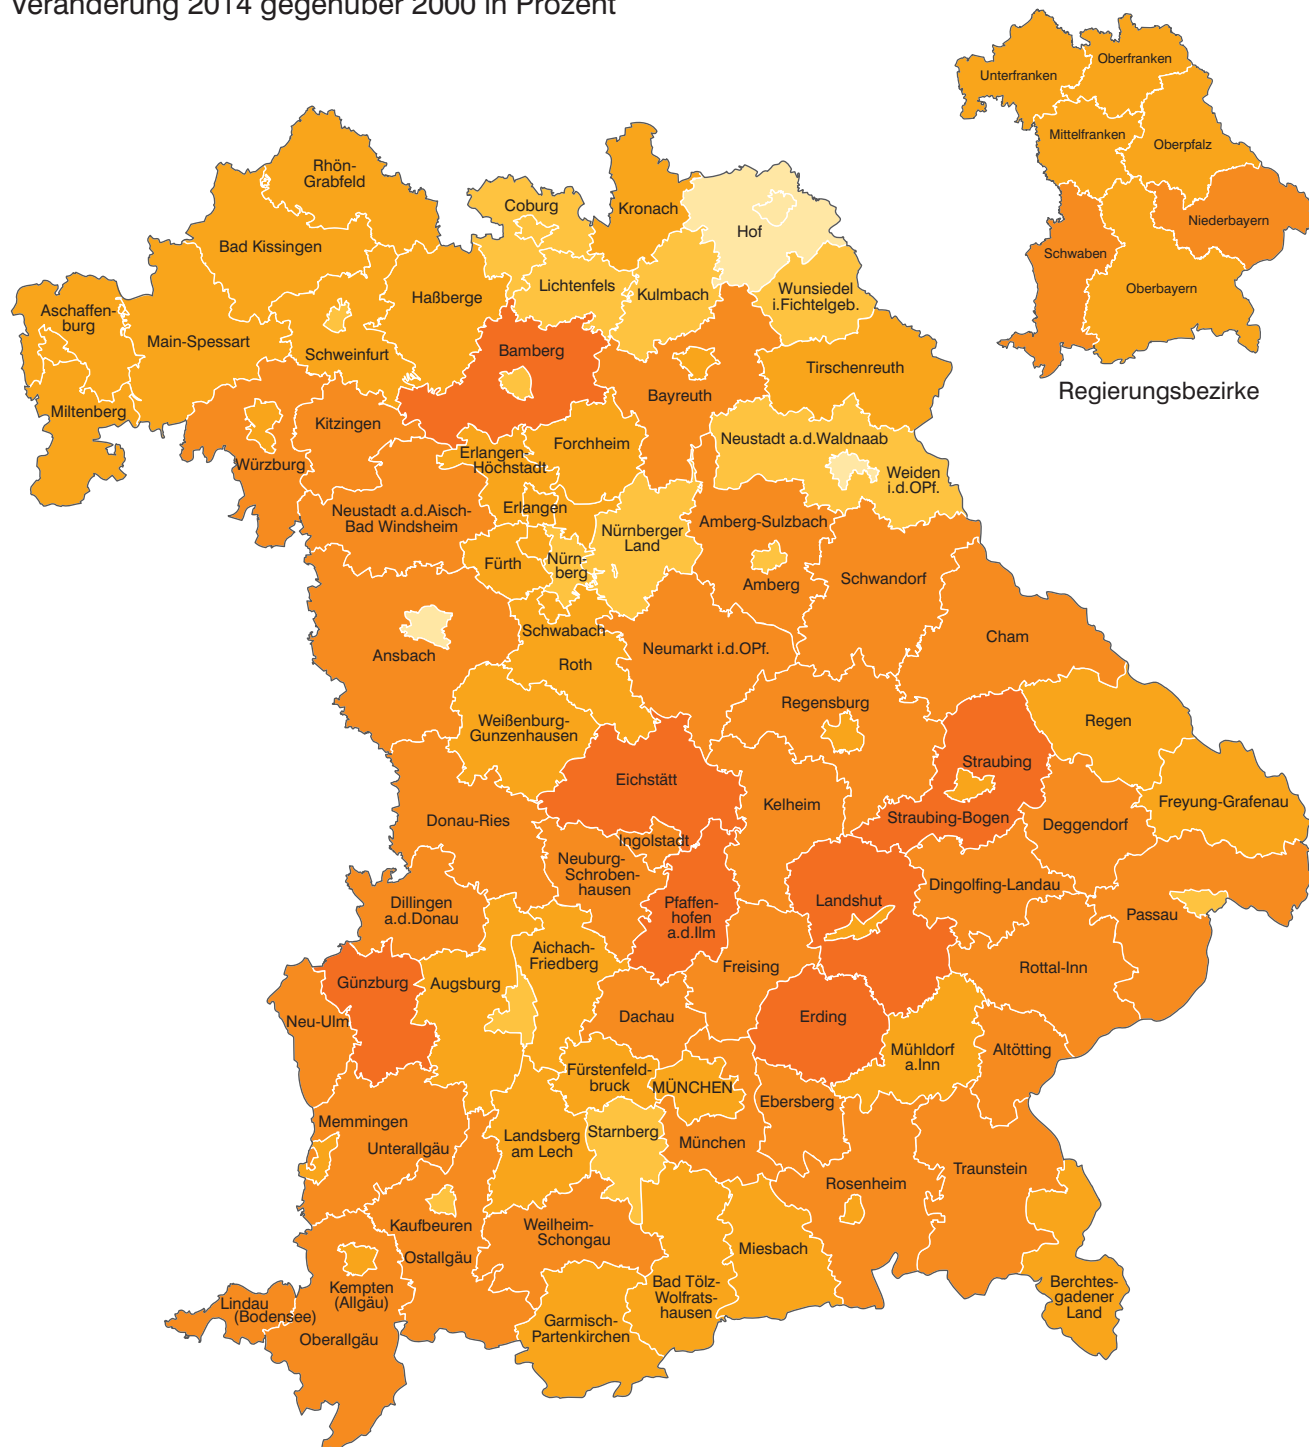 Veränderung 2014 gegenüber 2000 in Prozent
Unterfranken
Oberfranken
Mittelfranken
Oberpfalz
Niederbayern
Schwaben
Oberbayern
Regierungsbezirke
Rhön-
Grabfeld
Coburg
Kronach
Hof
Bad Kissingen
Haßberge
Lichtenfels
Kulmbach
Wunsiedel
i.Fichtelgeb.
Aschaffen-
burg
Main-Spessart
Schweinfurt
Bamberg
Bayreuth
Tirschenreuth
Miltenberg
Kitzingen
Würzburg
Erlangen-
Höchstadt
Forchheim
Neustadt a.d.Waldnaab
Weiden
i.d.OPf.
Neustadt a.d.Aisch-
Bad Windsheim
Erlangen
Nürnberger
Land
Amberg-Sulzbach
Fürth
Nürn-
berg
Amberg
Schwandorf
Ansbach
Schwabach
Roth
Neumarkt i.d.OPf.
Cham
Weißenburg-
Gunzenhausen
Regensburg
Regen
Eichstätt
Straubing
Kelheim
Straubing-Bogen
Freyung-Grafenau
Donau-Ries
Ingolstadt
Deggendorf
Neuburg-
Schroben-
hausen
Dillingen
a.d.Donau
Pfaffen-
hofen
a.d.Ilm
Landshut
Dingolfing-Landau
Passau
Aichach-
Friedberg
Günzburg
Augsburg
Freising
Rottal-Inn
Neu-Ulm
Dachau
Erding
Mühldorf
a.Inn
Altötting
Fürstenfeld-
bruck
MÜNCHEN
Ebersberg
Memmingen
Unterallgäu
Landsberg
am Lech
Starnberg
München
Traunstein
Rosenheim
Kaufbeuren
Weilheim-
Schongau
Miesbach
Ostallgäu
Kempten
(Allgäu)
Bad Tölz-
Wolfrats-
hausen
Berchtes-
gadener
Land
Lindau
(Bodensee)
Oberallgäu
Garmisch-
Partenkirchen